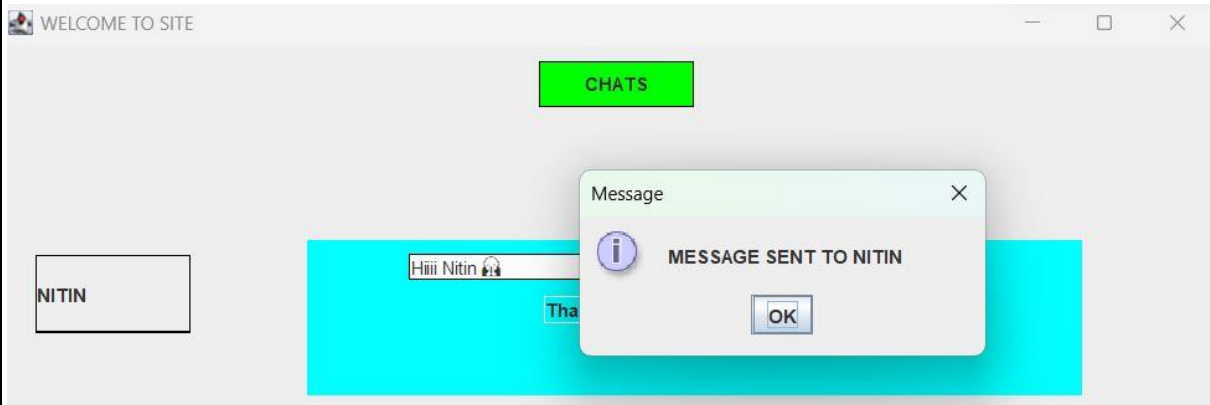 WELCOME TO SITE
CHATS
Message
MESSAGE SENT TO NITIN
OK
Hiiii Nitin 🎧
NITIN